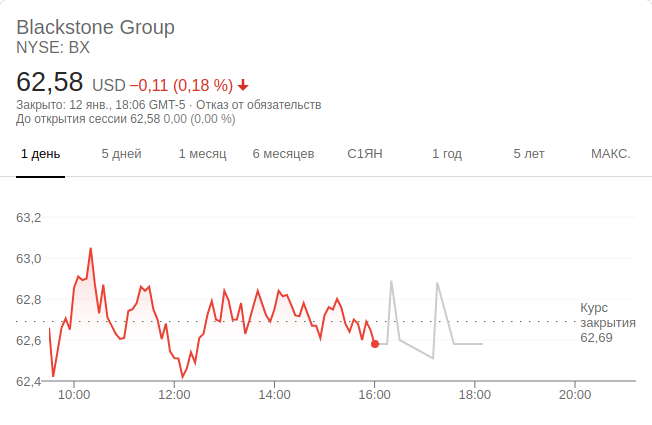 Blackstone Group
NYSE: BX
62,58 USD −0,11 (0,18 %)
Закрыто: 12 янв., 18:06 GMT-5 · Отказ от обязательств
До открытия сессии 62,58 0,00 (0,00 %)
1 день 5 дней 1 месяц 6 месяцев С1ЯН 1 год 5 лет МАКС.
63,2
63,0
62,8
62,6
62,4
Курс
закрытия
62,69
10:00 12:00 14:00 16:00 18:00 20:00